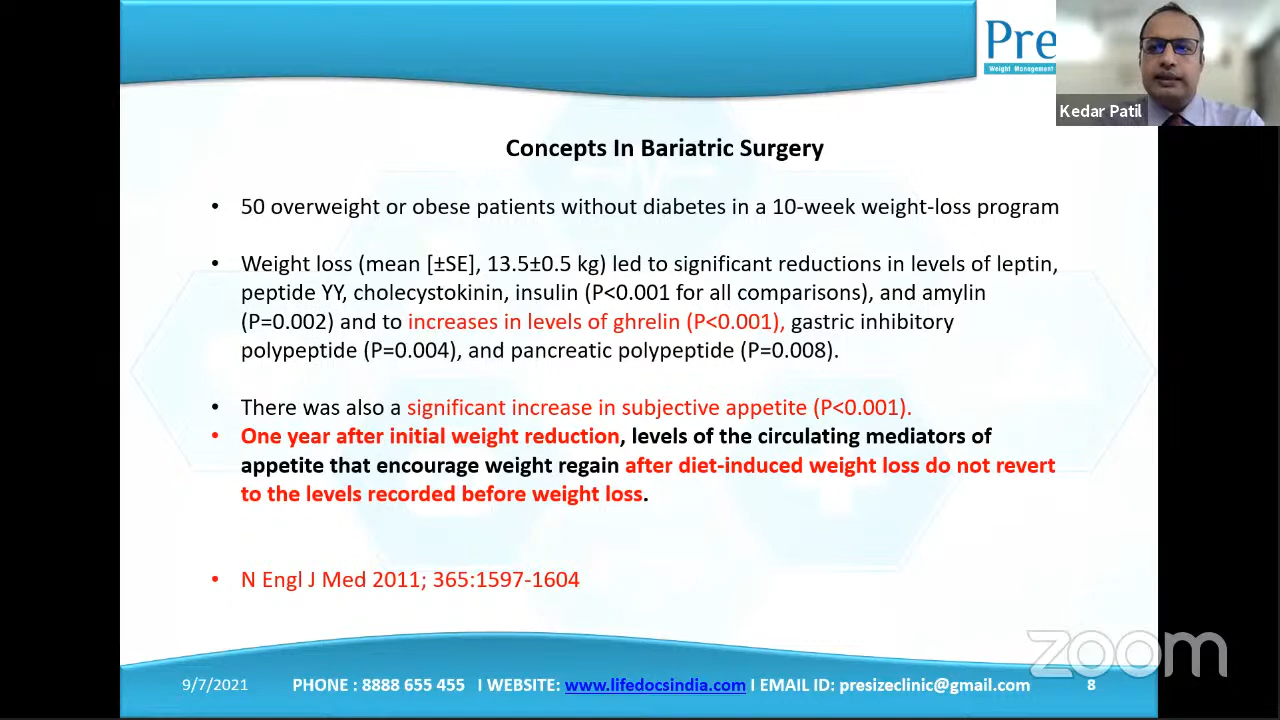 Pre
Weight Management
Kedar Patil
Concepts In Bariatric Surgery
• 50 overweight or obese patients without diabetes in a 10-week weight-loss program
• Weight loss (mean [±SE], 13.5±0.5 kg) led to significant reductions in levels of leptin,
peptide YY, cholecystokinin, insulin (P<0.001 for all comparisons), and amylin
(P=0.002) and to increases in levels of ghrelin (P<0.001), gastric inhibitory
polypeptide (P=0.004), and pancreatic polypeptide (P=0.008).
• There was also a significant increase in subjective appetite (P<0.001).
• One year after initial weight reduction, levels of the circulating mediators of
appetite that encourage weight regain after diet-induced weight loss do not revert
to the levels recorded before weight loss.
• N Engl J Med 2011; 365:1597-1604
zoom
9/7/2021 PHONE : 8888 655 455 I WEBSITE: www.lifedocsindia.com I EMAIL ID: presizeclinic@gmail.com 8